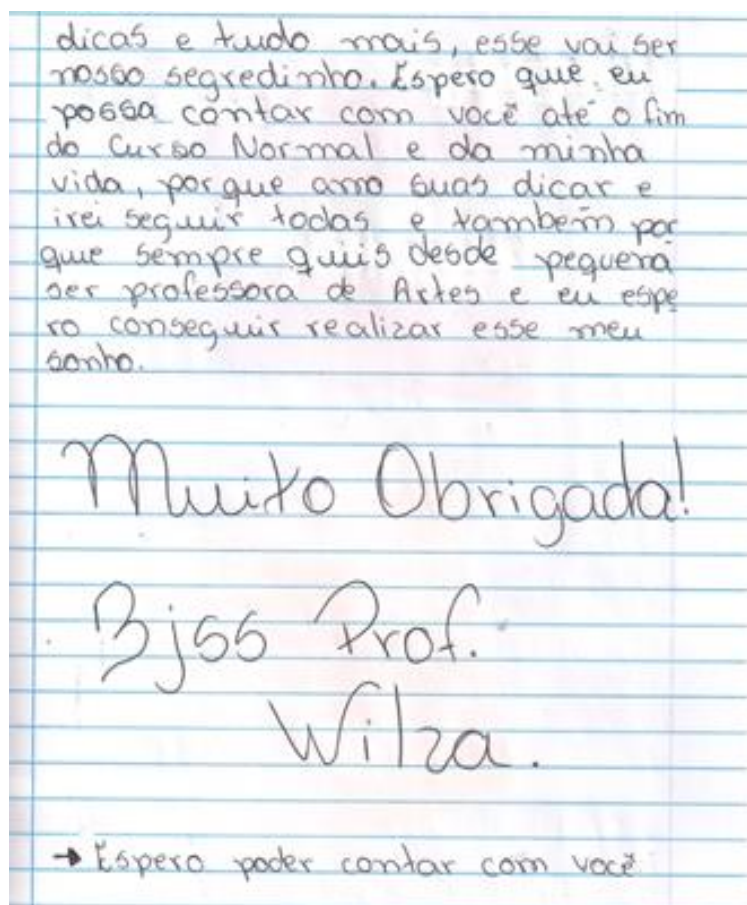 dicas e tudo mais, esse vai ser
nosso segredinho. Espero que eu
possa contar com você até o fim
do Curso Normal e da minha
vida, porque amo suas dicar e
irei seguir todas e também por
que sempre quis desde pequena
ser professora de Artes e eu espe
ro conseguir realizar esse meu
sonho.
Muito Obrigada!
Bjss Prof.
Wilza.
→ Espero poder contar com você